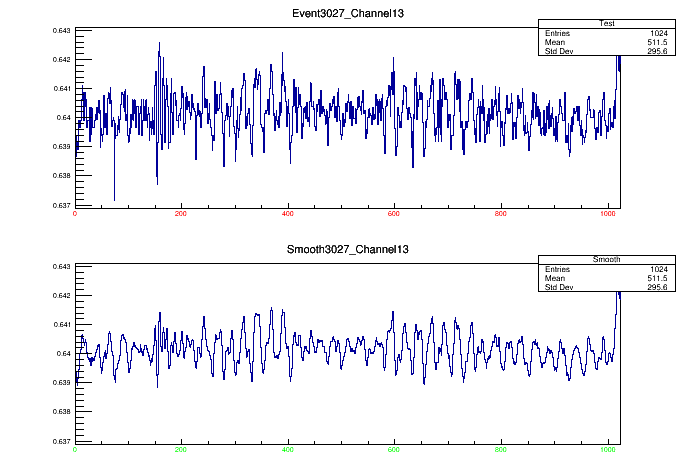 Event3027_Channel13
Test
Entries 1024
Mean 511.5
Std Dev 295.6
0.643
0.642
0.641
0.64
0.639
0.638
0.637
0 200 400 600 800 1000
Smooth3027_Channel13
Smooth
Entries 1024
Mean 511.5
Std Dev 295.6
0.643
0.642
0.641
0.64
0.639
0.638
0.637
0 200 400 600 800 1000